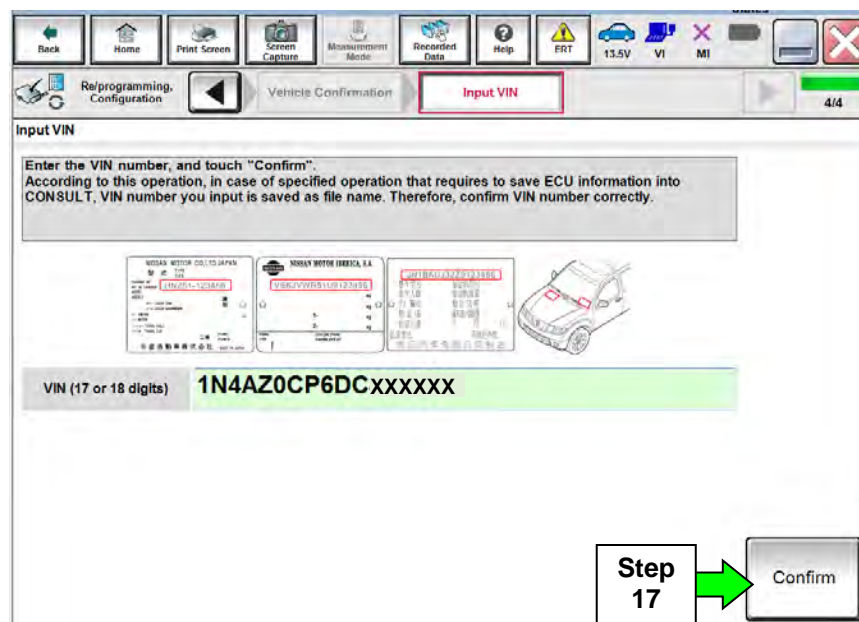 Back
Home
Print Screen
Screen
Capture
Measurement
Mode
Recorded
Data
Help
ERT
13.5V
VI
MI
Re/programming,
Configuration
Vehicle Confirmation
Input VIN
4/4
Input VIN
Enter the VIN number, and touch "Confirm".
According to this operation, in case of specified operation that requires to save ECU information into
CONSULT, VIN number you input is saved as file name. Therefore, confirm VIN number correctly.
NISSAN MOTOR CO., LTD. JAPAN
NISSAN MOTOR IBERICA, S.A.
VIN (17 or 18 digits)
1N4AZ0CP6DCXXXXXX
Step
17
Confirm